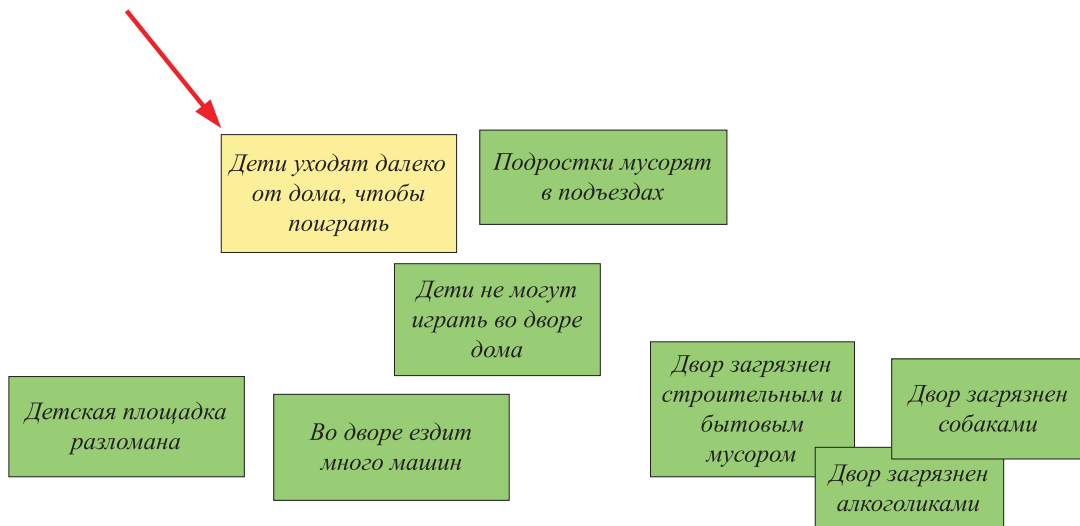 Дети уходят далеко
от дома, чтобы
поиграть
Подростки мусорят
в подъездах
Дети не могут
играть во дворе
дома
Детская площадка
разломана
Во дворе ездит
много машин
Двор загрязнен
строительным и
бытовым
мусором
Двор загрязнен
собаками
Двор загрязнен
алкоголиками